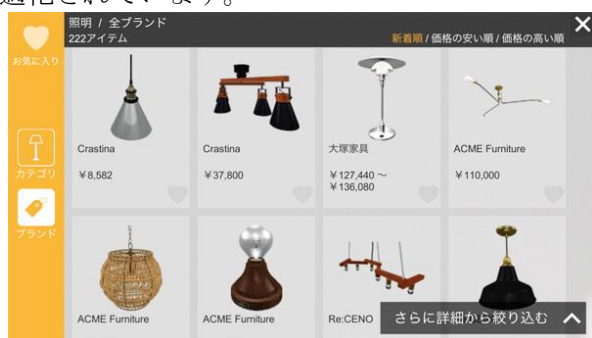 適化されています。
照明 / 全ブランド
222アイテム
新着順 / 価格の安い順 / 価格の高い順
お気に入り
カテゴリ
ブランド
Crastina
¥8,582
Crastina
¥37,800
大塚家具
¥127,440 ～
¥136,080
ACME Furniture
¥110,000
ACME Furniture
ACME Furniture
Re:CENO
さらに詳細から絞り込む